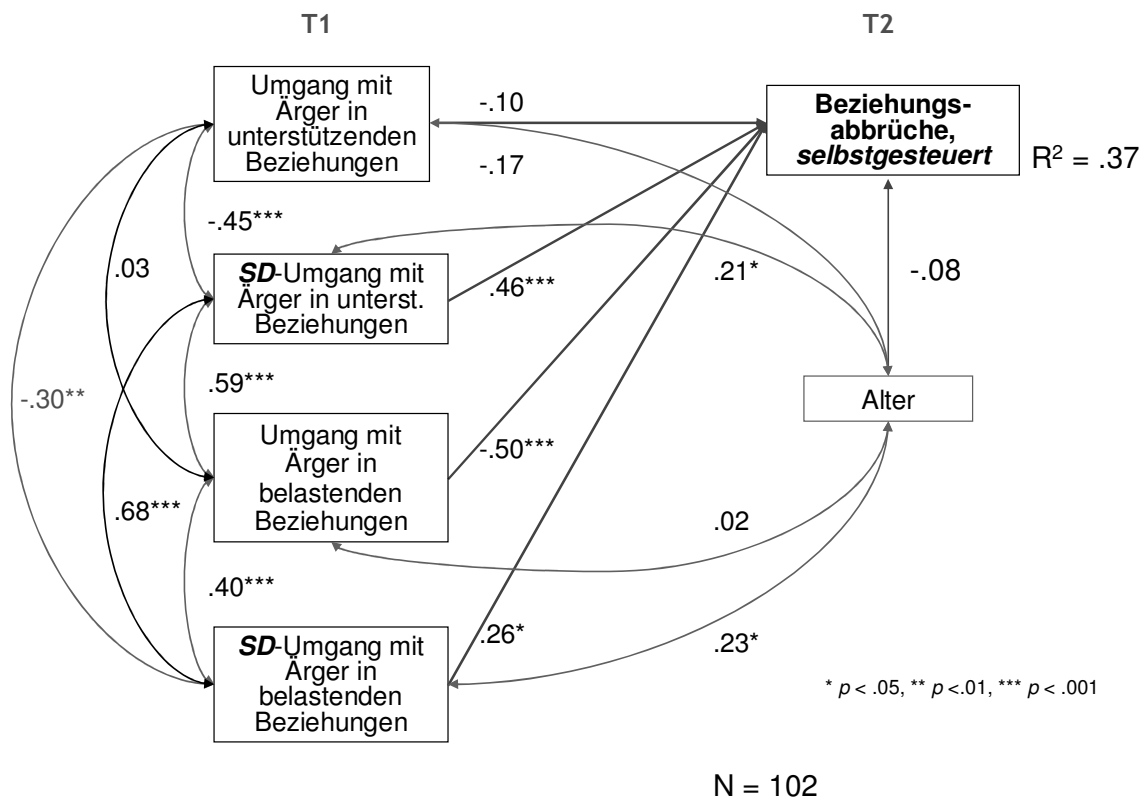 T1
T2
Umgang mit
Ärger in
unterstützenden
Beziehungen
-.10
-.17
Beziehungs-
abbrüche,
selbstgesteuert
R² = .37
-.45***
.03
SD-Umgang mit
Ärger in unterst.
Beziehungen
.46***
.21*
-.08
-.30**
.59***
Alter
Umgang mit
Ärger in
belastenden
Beziehungen
-.50***
.68***
.02
.40***
SD-Umgang mit
Ärger in
belastenden
Beziehungen
.26*
.23*
* p < .05, ** p <.01, *** p < .001
N = 102